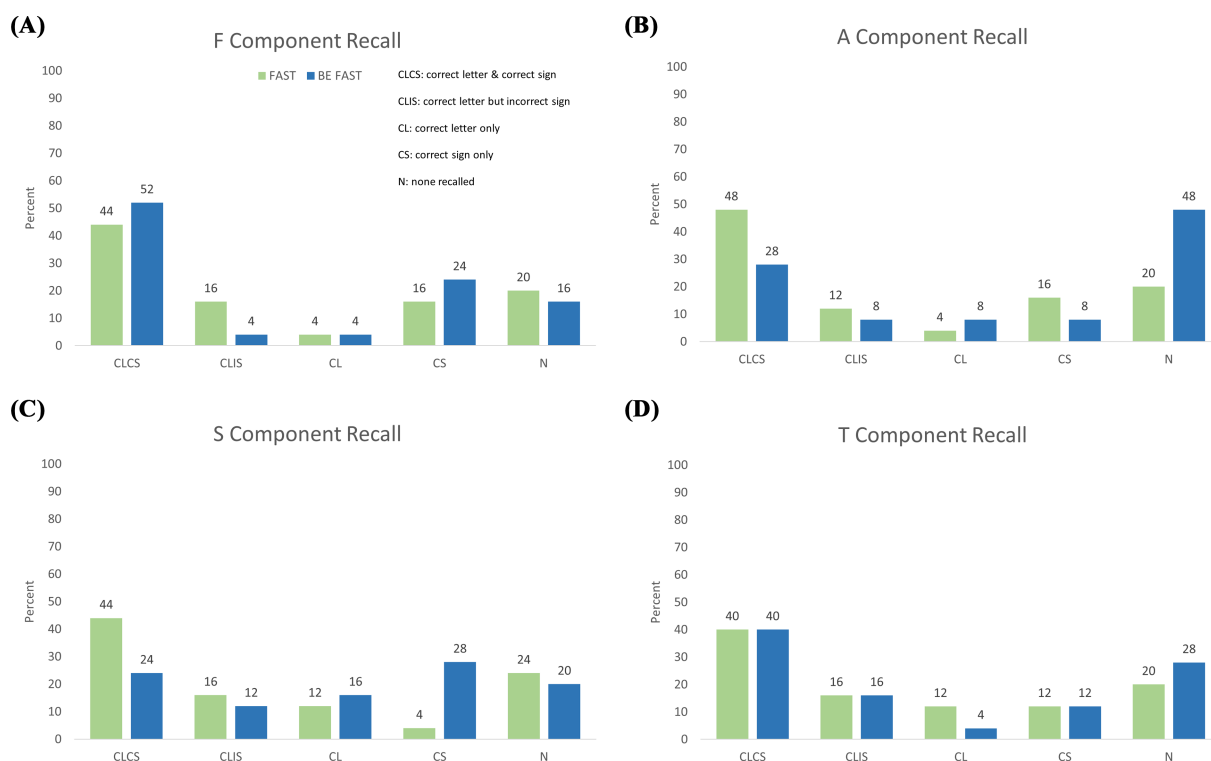 (A)
F Component Recall
FAST BE FAST
CLCS: correct letter & correct sign
CLIS: correct letter but incorrect sign
CL: correct letter only
CS: correct sign only
N: none recalled
Percent
100
90
80
70
60
50
40
30
20
10
0
44 52
16 4
4 4
16 24
20 16
CLCS CLIS CL CS N
(B)
A Component Recall
Percent
100
90
80
70
60
50
40
30
20
10
0
48 28
12 8
4 8
16 8
20 48
CLCS CLIS CL CS N
(C)
S Component Recall
Percent
100
90
80
70
60
50
40
30
20
10
0
44 24
16 12
12 16
4 28
24 20
CLCS CLIS CL CS N
(D)
T Component Recall
Percent
100
90
80
70
60
50
40
30
20
10
0
40 40
16 16
12 4
12 12
20 28
CLCS CLIS CL CS N